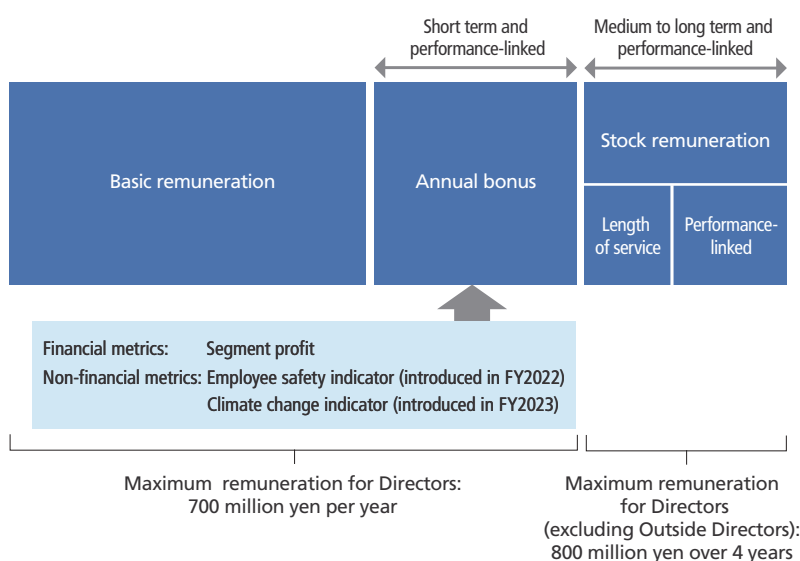 Short term and
performance-linked
Medium to long term and
performance-linked
Basic remuneration
Annual bonus
Stock remuneration
Length
of service
Performance-
linked
Financial metrics: Segment profit
Non-financial metrics: Employee safety indicator (introduced in FY2022)
Climate change indicator (introduced in FY2023)
Maximum remuneration for Directors:
700 million yen per year
Maximum remuneration
for Directors
(excluding Outside Directors):
800 million yen over 4 years